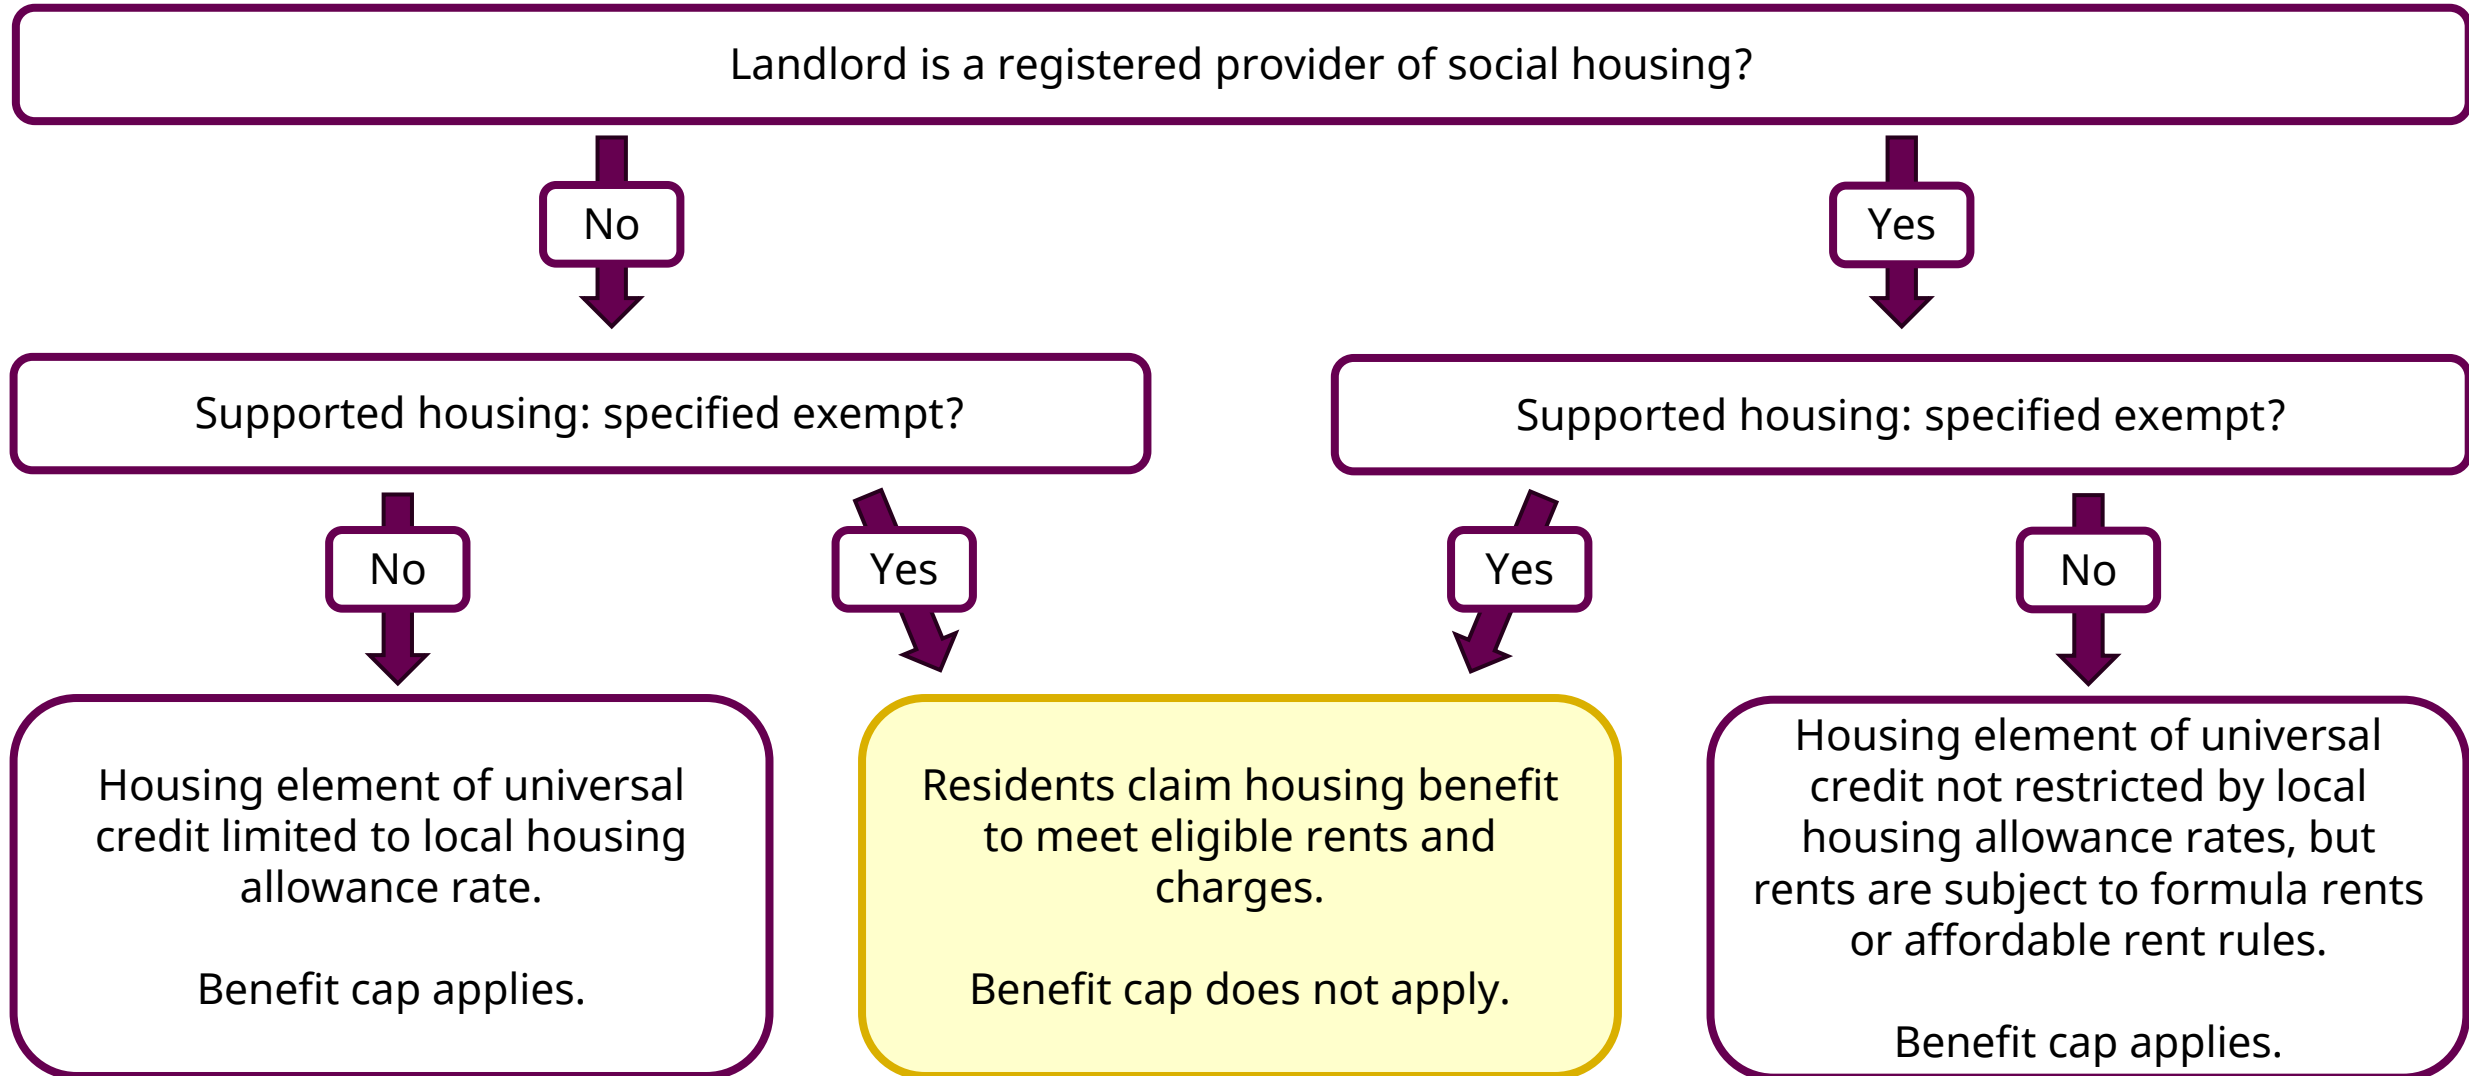 Landlord is a registered provider of social housing?
No
Yes
Supported housing: specified exempt?
Supported housing: specified exempt?
No
Yes
Yes
No
Housing element of universal
credit limited to local housing
allowance rate.
Benefit cap applies.
Residents claim housing benefit
to meet eligible rents and
charges.
Benefit cap does not apply.
Housing element of universal
credit not restricted by local
housing allowance rates, but
rents are subject to formula rents
or affordable rent rules.
Benefit cap applies.